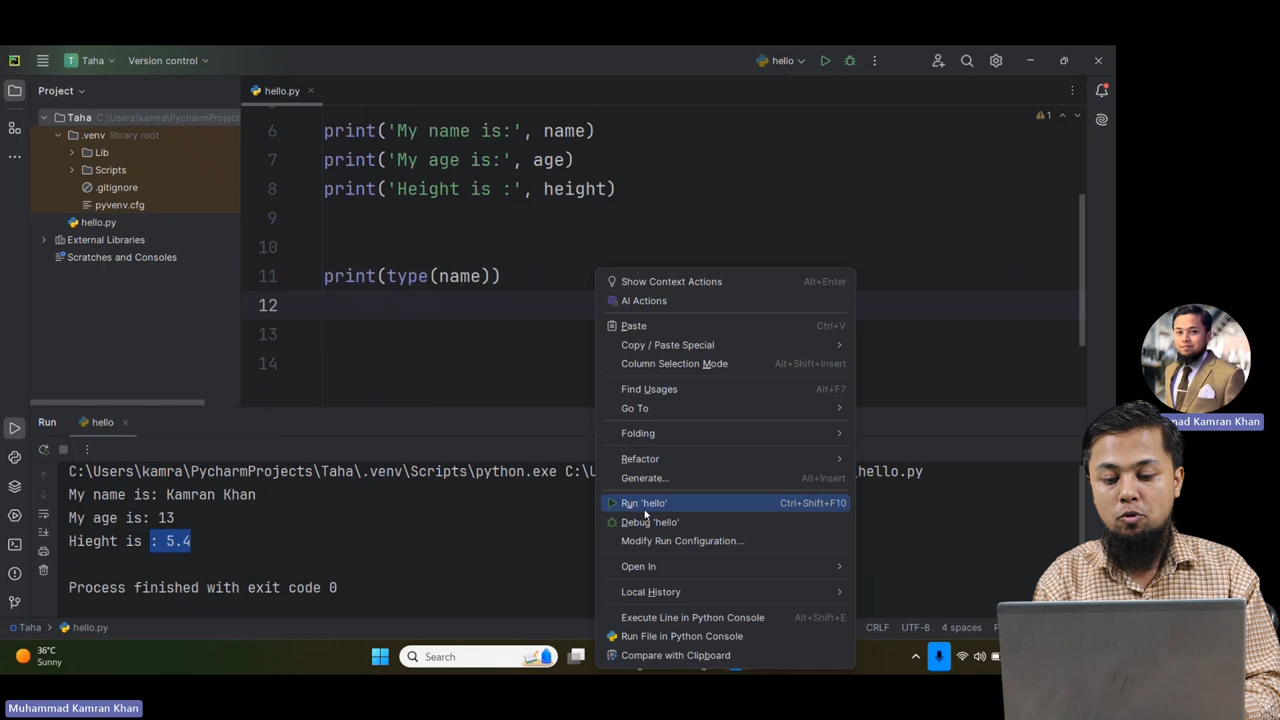 T Taha
Version control
hello
Project
hello.py
1
Taha C:\Users\kamra\PycharmProject
.venv library root
Lib
Scripts
.gitignore
pyvenv.cfg
hello.py
External Libraries
Scratches and Consoles
6 print('My name is:', name)
7 print('My age is:', age)
8 print('Height is :', height)
9
10
11 print(type(name))
12
13
14
Show Context Actions Alt+Enter
AI Actions
Paste Ctrl+V
Copy / Paste Special
Column Selection Mode Alt+Shift+Insert
Find Usages Alt+F7
Go To
Folding
Refactor
Generate... Alt+Insert
Run 'hello' Ctrl+Shift+F10
Debug 'hello'
Modify Run Configuration...
Open In
Local History
Execute Line in Python Console Alt+Shift+E
Run File in Python Console
Compare with Clipboard
Run hello
C:\Users\kamra\PycharmProjects\Taha\.venv\Scripts\python.exe C:\U hello.py
My name is: Kamran Khan
My age is: 13
Hieght is : 5.4
Process finished with exit code 0
Taha hello.py
CRLF UTF-8 4 spaces
36°C
Sunny
Search
mad Kamran Khan
Muhammad Kamran Khan